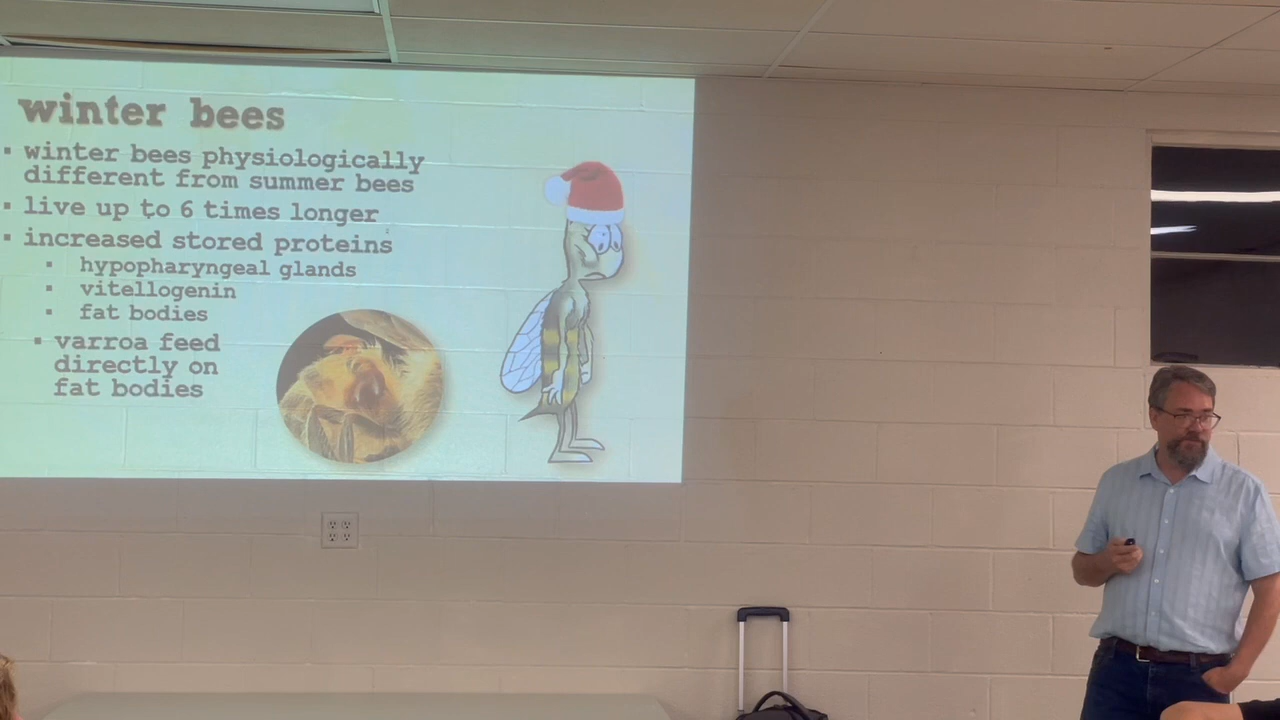 winter bees
▪ winter bees physiologically
different from summer bees
▪ live up to 6 times longer
▪ increased stored proteins
▪ hypopharyngeal glands
▪ vitellogenin
▪ fat bodies
▪ varroa feed
directly on
fat bodies